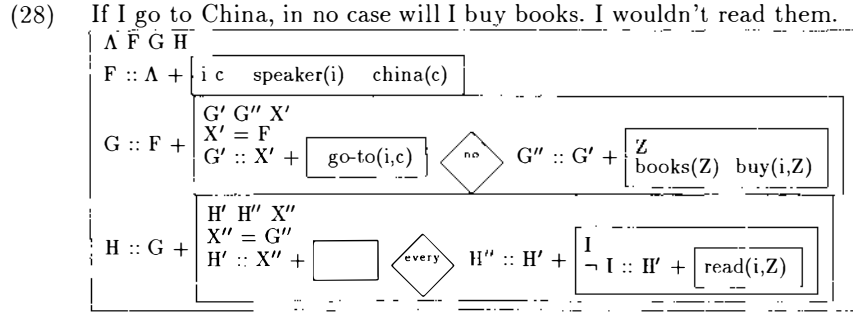 (28) If I go to China, in no case will I buy books. I wouldn't read them.
Λ F G H
F :: Λ + i c speaker(i) china(c)
G′ G″ X′
X′ = F
G :: F + G′ :: X′ + go-to(i,c) no G″ :: G′ + Z
books(Z) buy(i,Z)
H′ H″ X″
X″ = G″
H :: G + H′ :: X″ + every H″ :: H′ + I
¬ I :: H′ + read(i,Z)